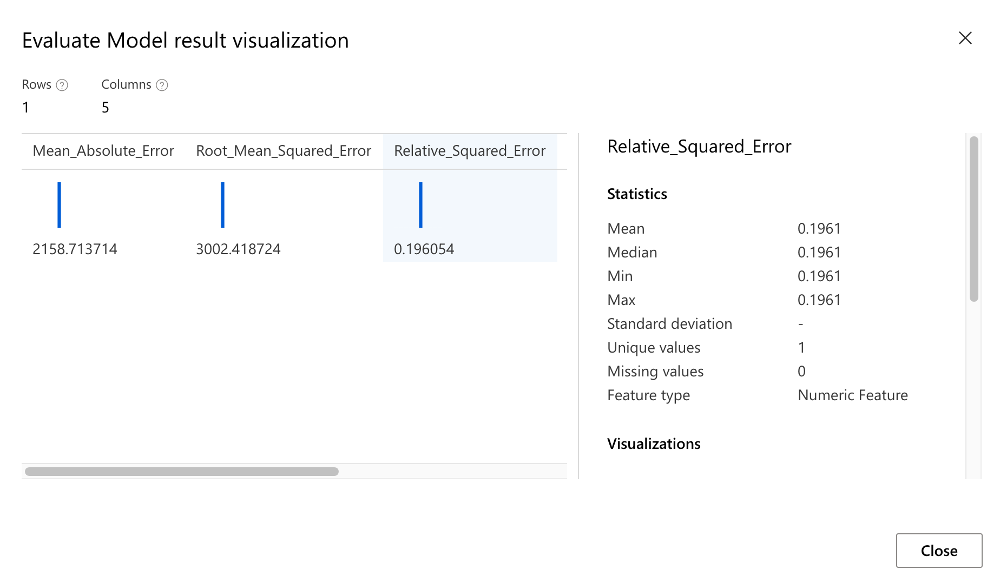 Evaluate Model result visualization
Rows ? Columns ?
1 5
Mean_Absolute_Error Root_Mean_Squared_Error Relative_Squared_Error
2158.713714 3002.418724 0.196054
Relative_Squared_Error
Statistics
Mean 0.1961
Median 0.1961
Min 0.1961
Max 0.1961
Standard deviation -
Unique values 1
Missing values 0
Feature type Numeric Feature
Visualizations
Close